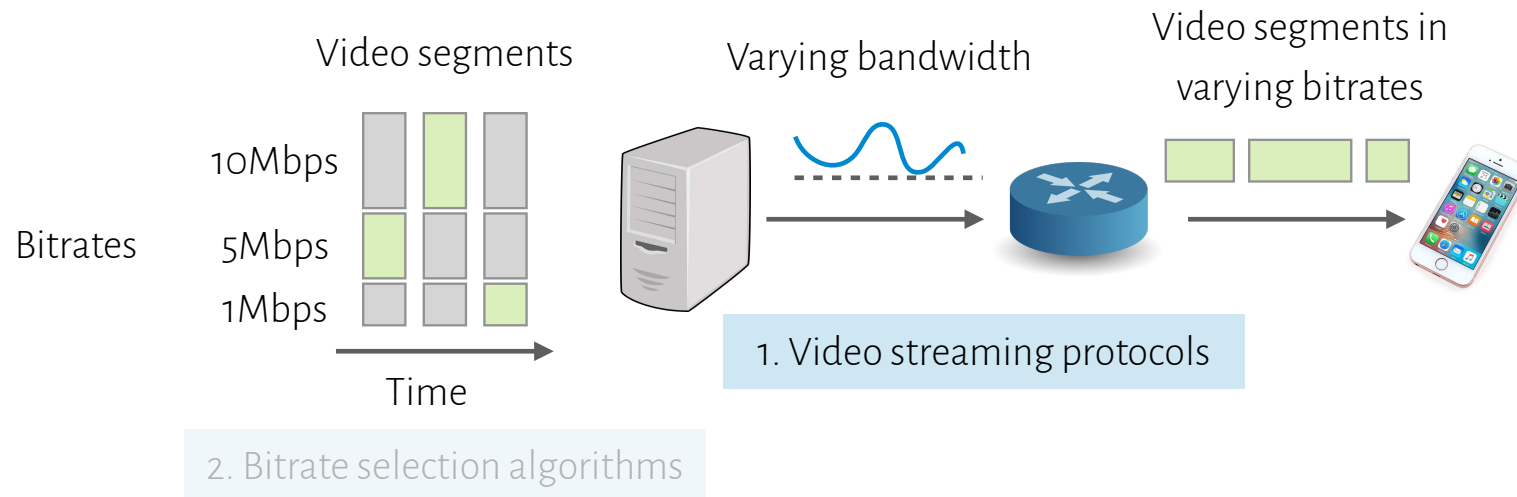 Video segments
Varying bandwidth
Video segments in
varying bitrates
10Mbps
Bitrates
5Mbps
1Mbps
Time
1. Video streaming protocols
2. Bitrate selection algorithms